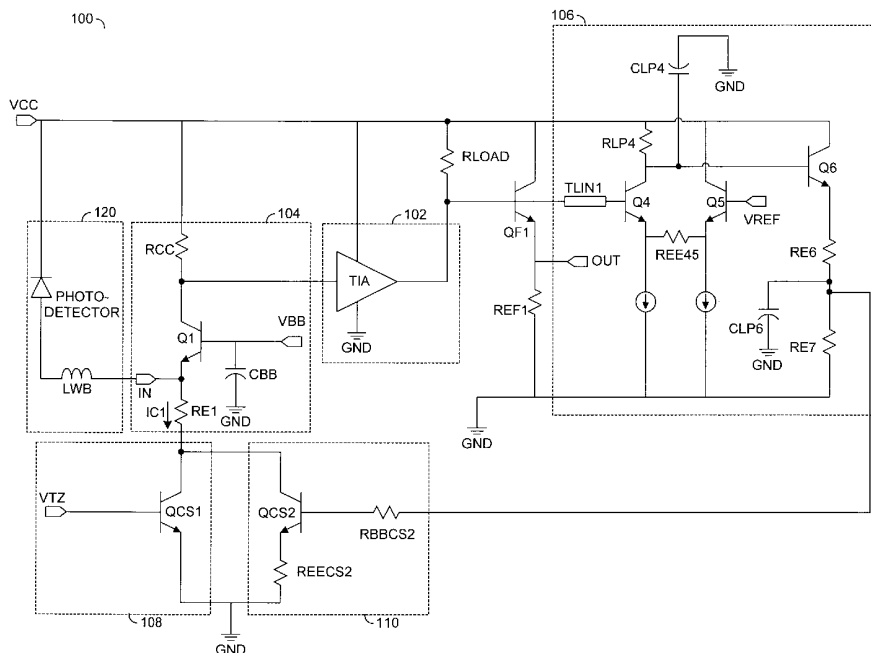 100
106
CLP4
GND
VCC
RLOAD
RLP4
Q6
120
104
102
TLIN1
Q4
Q5
VREF
QF1
RCC
REE45
RE6
PHOTO-
DETECTOR
TIA
OUT
Q1
VBB
GND
REF1
CLP6
RE7
LWB
IN
CBB
GND
IC1
RE1
GND
GND
VTZ
QCS1
QCS2
RBBCS2
REECS2
108
110
GND